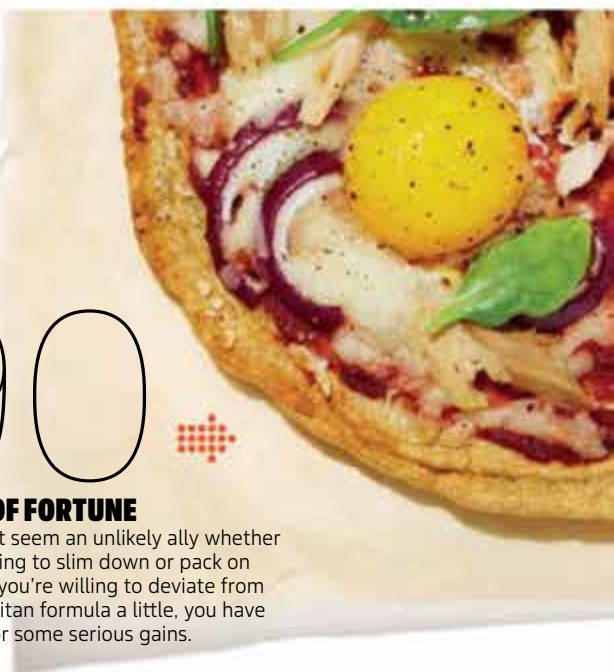 90
OF FORTUNE
t seem an unlikely ally whether
ing to slim down or pack on
you're willing to deviate from
itan formula a little, you have
r some serious gains.